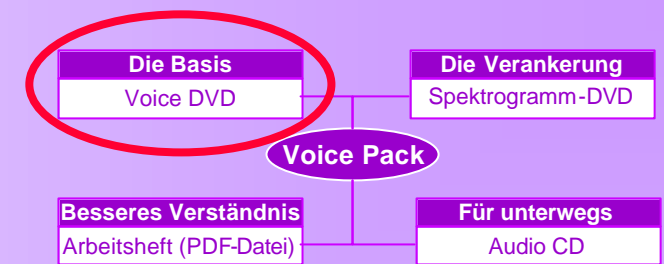 Die Basis
Voice DVD
Die Verankerung
Spektrogramm-DVD
Voice Pack
Besseres Verständnis
Arbeitsheft (PDF-Datei)
Für unterwegs
Audio CD